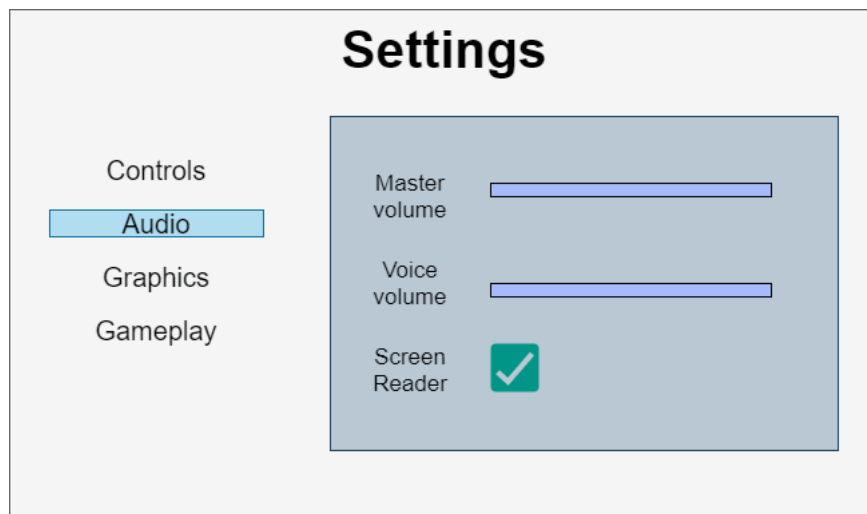 Settings
Controls
Audio
Graphics
Gameplay
Master
volume
Voice
volume
Screen
Reader